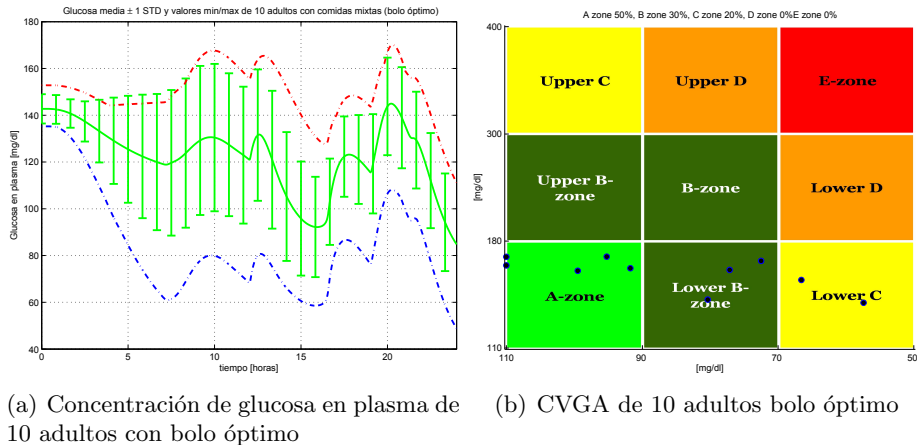 Glucosa media ± 1 STD y valores min/max de 10 adultos con comidas mixtas (bolo óptimo)
Glucosa en plasma [mg/dl]
180
160
140
120
100
80
60
40
0
5
10
15
20
tiempo [horas]
(a) Concentración de glucosa en plasma de
10 adultos con bolo óptimo
A zone 50%, B zone 30%, C zone 20%, D zone 0%E zone 0%
[mg/dl]
400
300
180
110
Upper C
Upper D
E-zone
Upper B-
zone
B-zone
Lower D
A-zone
Lower B-
zone
Lower C
110
90
70
50
[mg/dl]
(b) CVGA de 10 adultos bolo óptimo